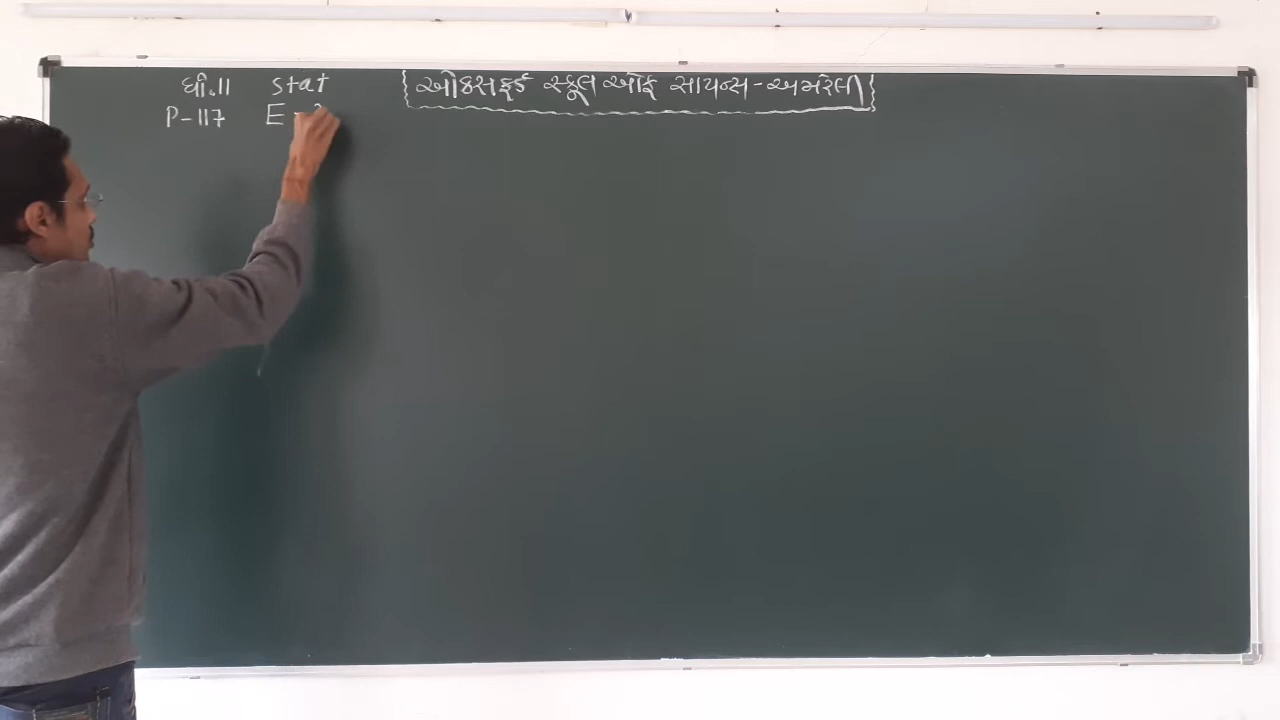 ધો.11 Stat
ઓક્સફર્ડ સ્કૂલ ઓફ સાયન્સ - અમરેલી
P-117 E -